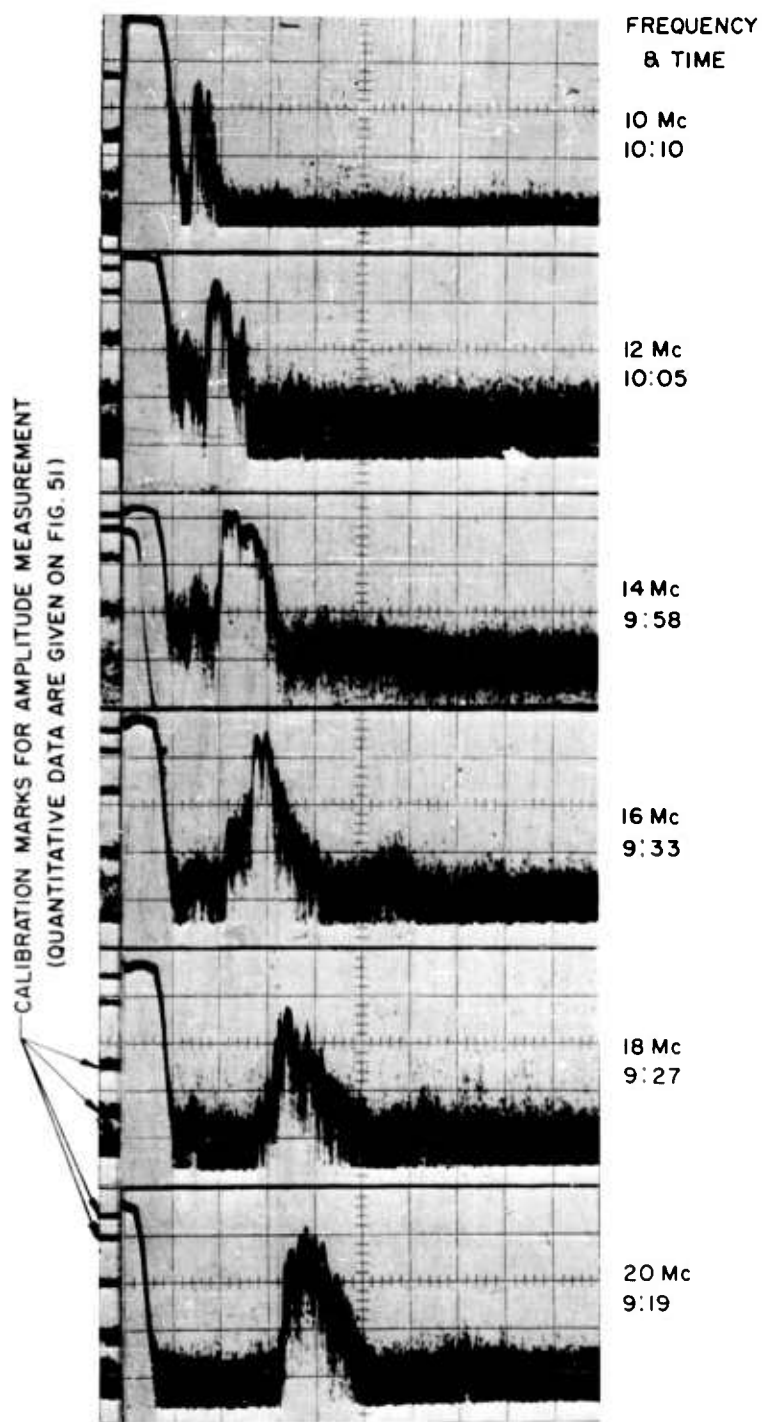 FREQUENCY
& TIME
10 Mc
10:10
12 Mc
10:05
14 Mc
9:58
16 Mc
9:33
18 Mc
9:27
20 Mc
9:19
CALIBRATION MARKS FOR AMPLITUDE MEASUREMENT
(QUANTITATIVE DATA ARE GIVEN ON FIG. 51)